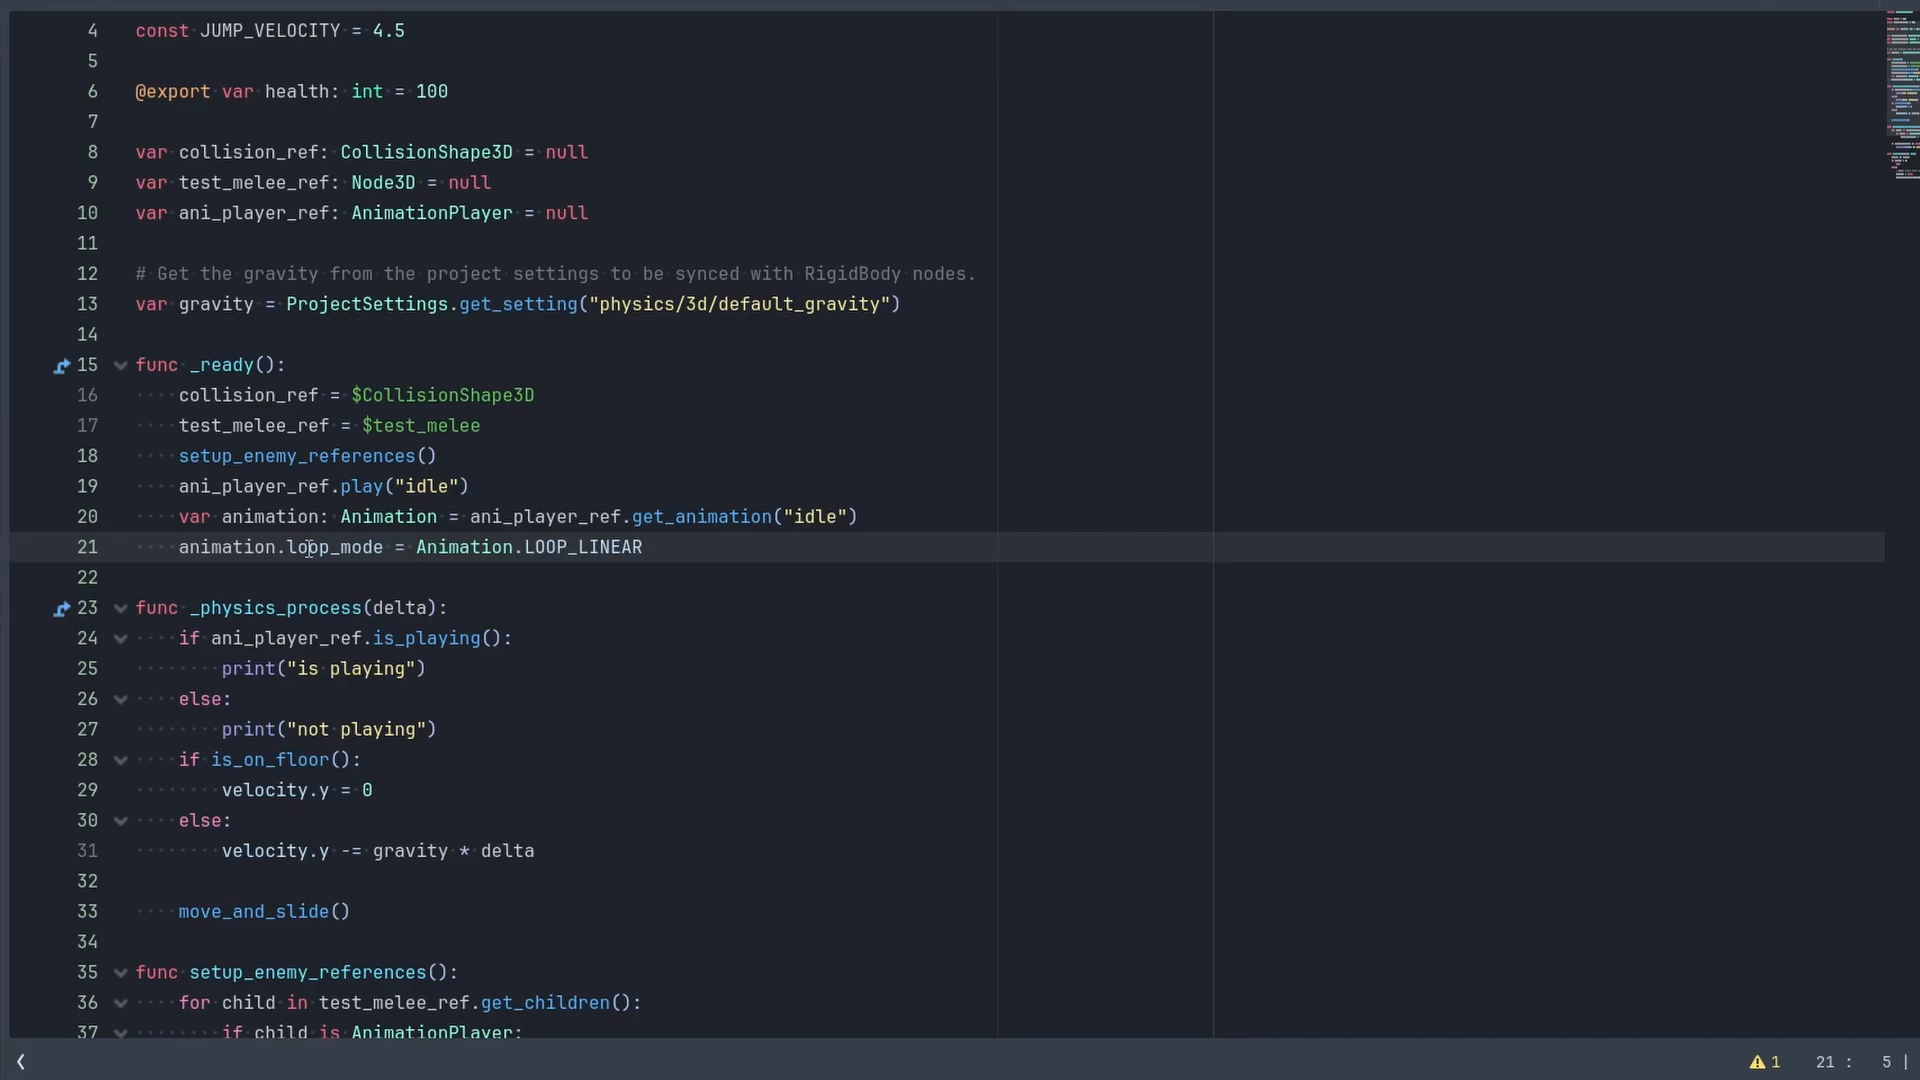 4 const JUMP_VELOCITY = 4.5
5
6 @export var health: int = 100
7
8 var collision_ref: CollisionShape3D = null
9 var test_melee_ref: Node3D = null
10 var ani_player_ref: AnimationPlayer = null
11
12 # Get the gravity from the project settings to be synced with RigidBody nodes.
13 var gravity = ProjectSettings.get_setting("physics/3d/default_gravity")
14
15 func _ready():
16 collision_ref = $CollisionShape3D
17 test_melee_ref = $test_melee
18 setup_enemy_references()
19 ani_player_ref.play("idle")
20 var animation: Animation = ani_player_ref.get_animation("idle")
21 animation.loop_mode = Animation.LOOP_LINEAR
22
23 func _physics_process(delta):
24 if ani_player_ref.is_playing():
25 print("is playing")
26 else:
27 print("not playing")
28 if is_on_floor():
29 velocity.y = 0
30 else:
31 velocity.y -= gravity * delta
32
33 move_and_slide()
34
35 func setup_enemy_references():
36 for child in test_melee_ref.get_children():
37 if child is AnimationPlayer:
1 21 : 5 |